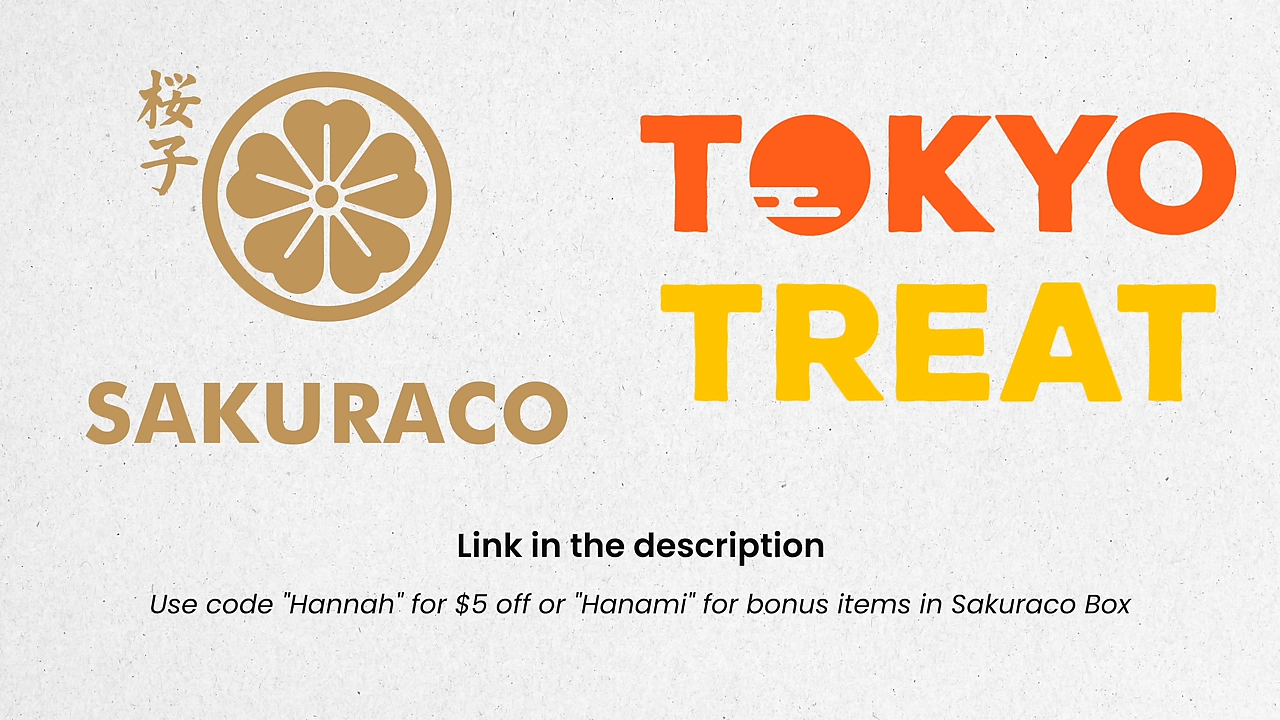 桜子
SAKURACO
TOKYO
TREAT
Link in the description
Use code "Hannah" for $5 off or "Hanami" for bonus items in Sakuraco Box